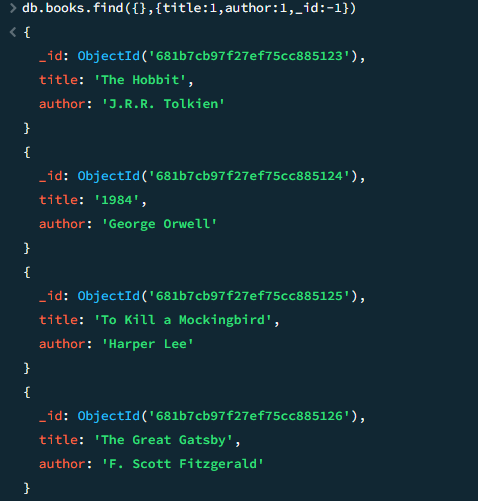 > db.books.find({},{title:1,author:1,_id:-1})
< {
_id: ObjectId('681b7cb97f27ef75cc885123'),
title: 'The Hobbit',
author: 'J.R.R. Tolkien'
}
{
_id: ObjectId('681b7cb97f27ef75cc885124'),
title: '1984',
author: 'George Orwell'
}
{
_id: ObjectId('681b7cb97f27ef75cc885125'),
title: 'To Kill a Mockingbird',
author: 'Harper Lee'
}
{
_id: ObjectId('681b7cb97f27ef75cc885126'),
title: 'The Great Gatsby',
author: 'F. Scott Fitzgerald'
}